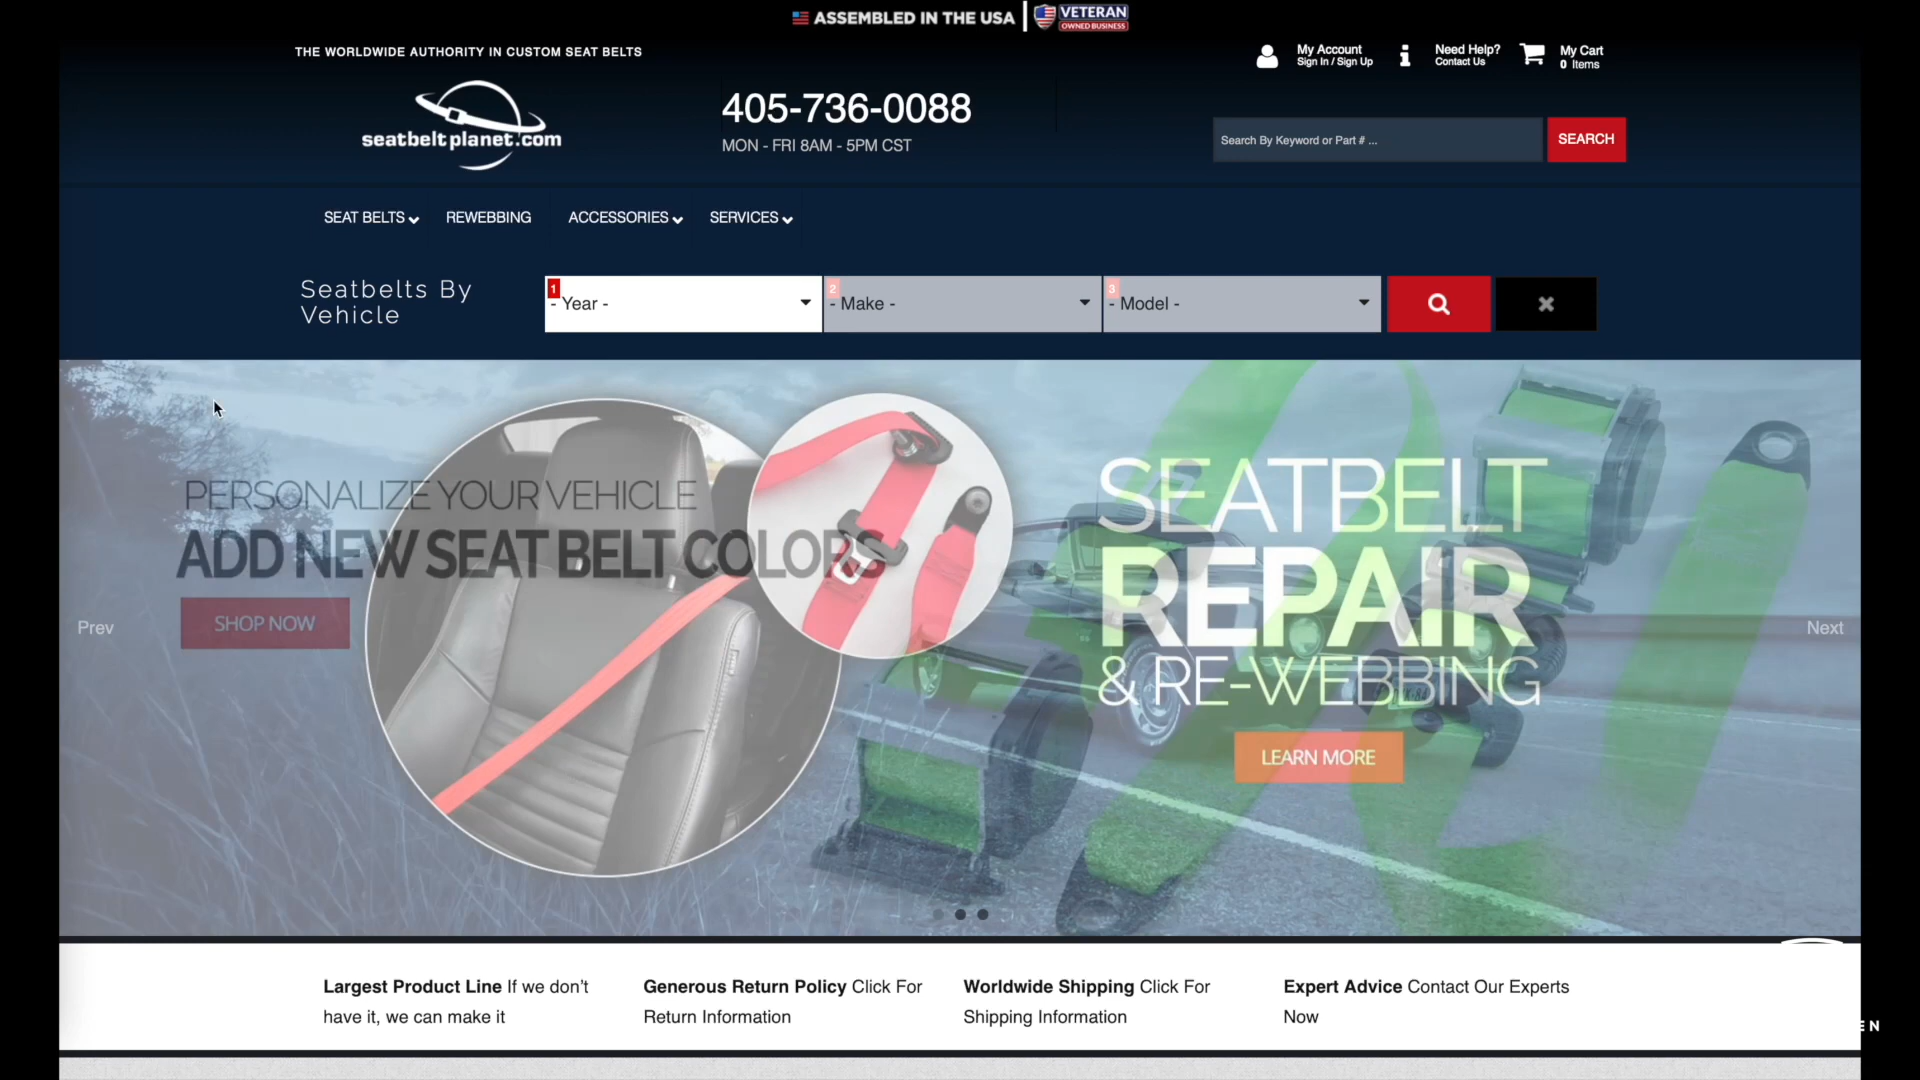 ASSEMBLED IN THE USA
VETERAN
OWNED BUSINESS
THE WORLDWIDE AUTHORITY IN CUSTOM SEAT BELTS
My Account
Sign In / Sign Up
Need Help?
Contact Us
My Cart
0 Items
seatbeltplanet.com
405-736-0088
MON - FRI 8AM - 5PM CST
Search By Keyword or Part # ...
SEARCH
SEAT BELTS
REWEBBING
ACCESSORIES
SERVICES
Seatbelts By
Vehicle
1
- Year -
2
- Make -
3
- Model -
PERSONALIZE YOUR VEHICLE
ADD NEW SEAT BELT COLORS
SHOP NOW
SEATBELT
REPAIR
& RE-WEBBING
LEARN MORE
Prev
Next
Largest Product Line If we don't
have it, we can make it
Generous Return Policy Click For
Return Information
Worldwide Shipping Click For
Shipping Information
Expert Advice Contact Our Experts
Now
EN